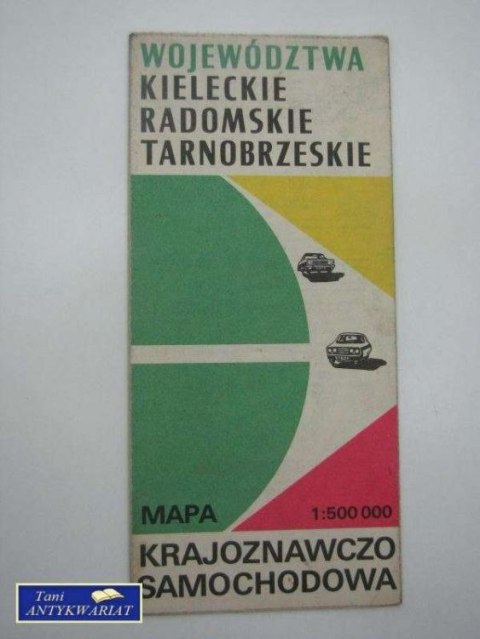 WOJEWÓDZTWA
KIELECKIE
RADOMSKIE
TARNOBRZESKIE
MAPA 1:500 000
KRAJOZNAWCZO
SAMOCHODOWA
Tani
ANTYKWARIAT